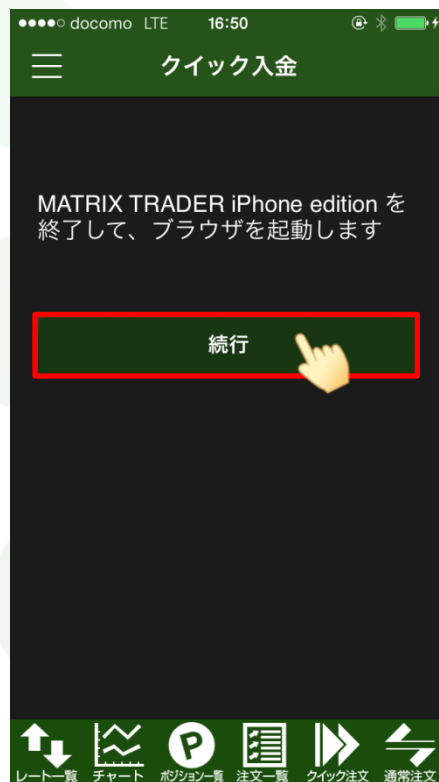 docomo LTE 16:50
クイック入金
MATRIX TRADER iPhone edition を
終了して、ブラウザを起動します
続行
P
レート一覧 チャート ポジション一覧 注文一覧 クイック注文 通常注文